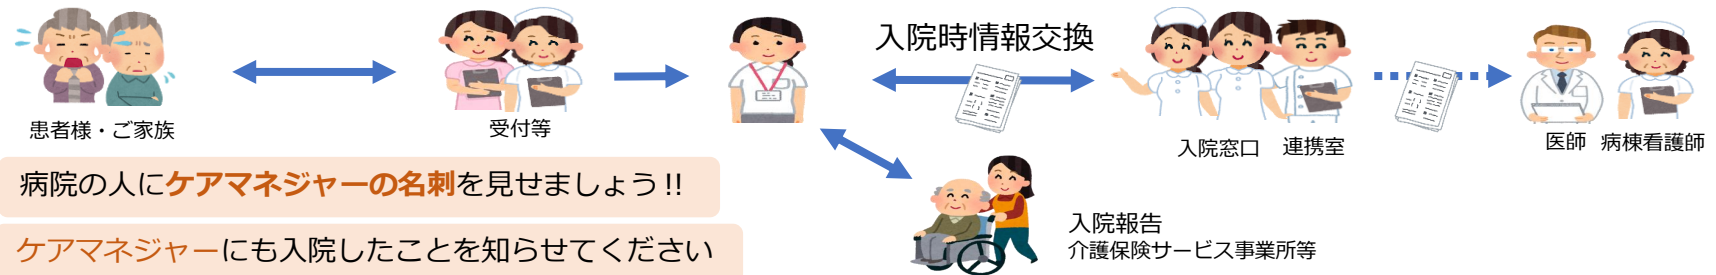 入院時情報交換
患者様・ご家族
受付等
入院窓口
連携室
医師
病棟看護師
病院の人にケアマネジャーの名刺を見せましょう!!
ケアマネジャーにも入院したことを知らせてください
入院報告
介護保険サービス事業所等